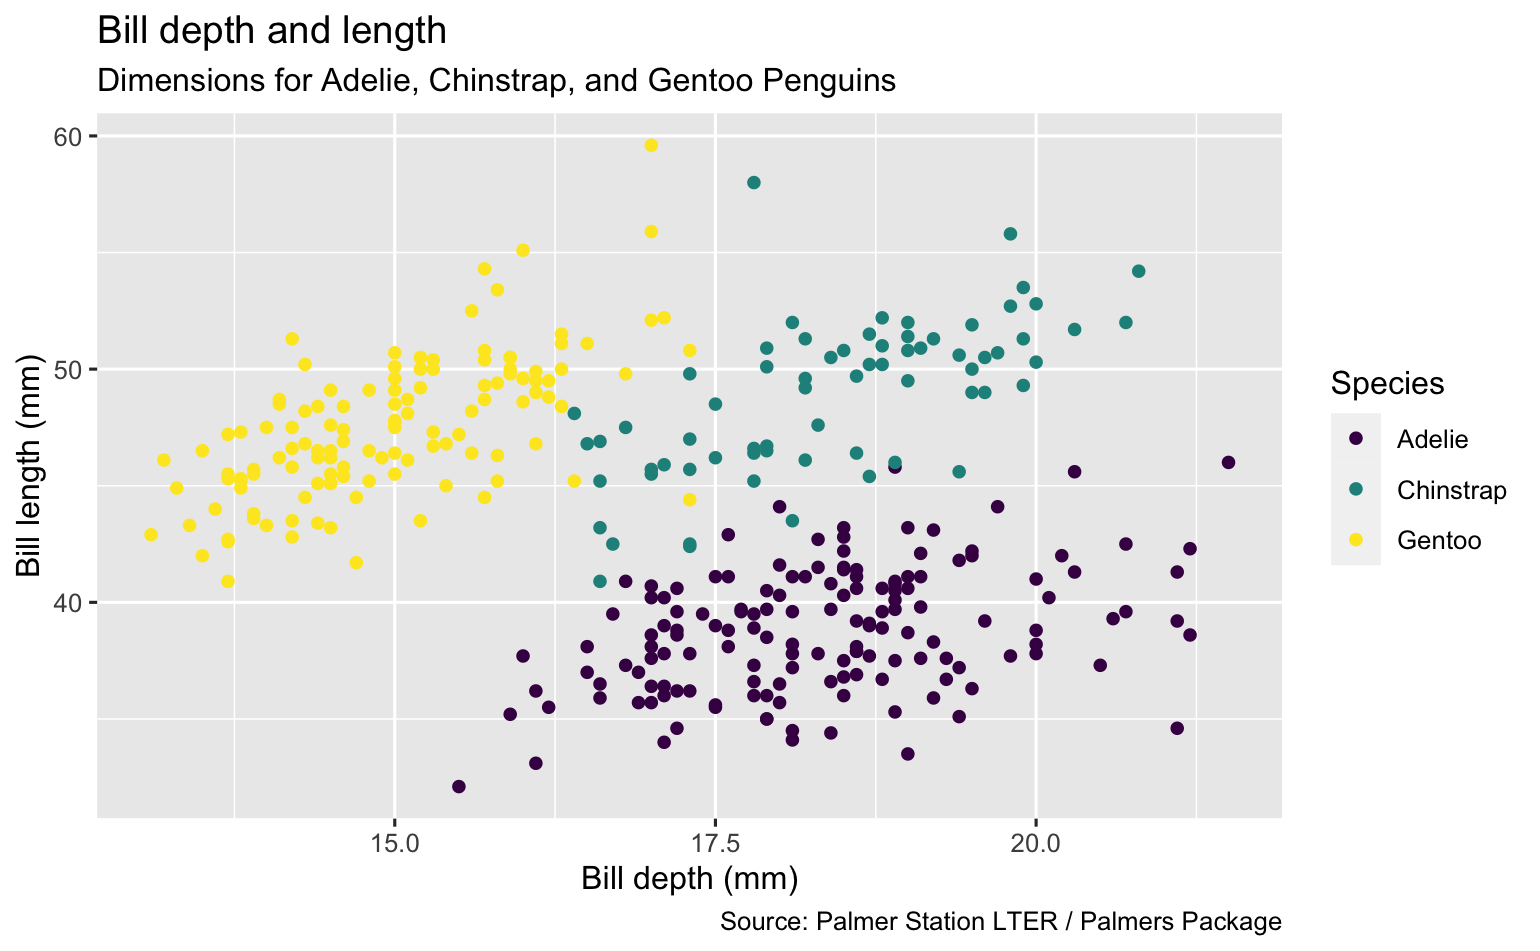 Bill depth and length
Dimensions for Adelie, Chinstrap, and Gentoo Penguins
60
50
40
Bill length (mm)
15.0 17.5 20.0
Bill depth (mm)
Species
Adelie
Chinstrap
Gentoo
Source: Palmer Station LTER / Palmers Package